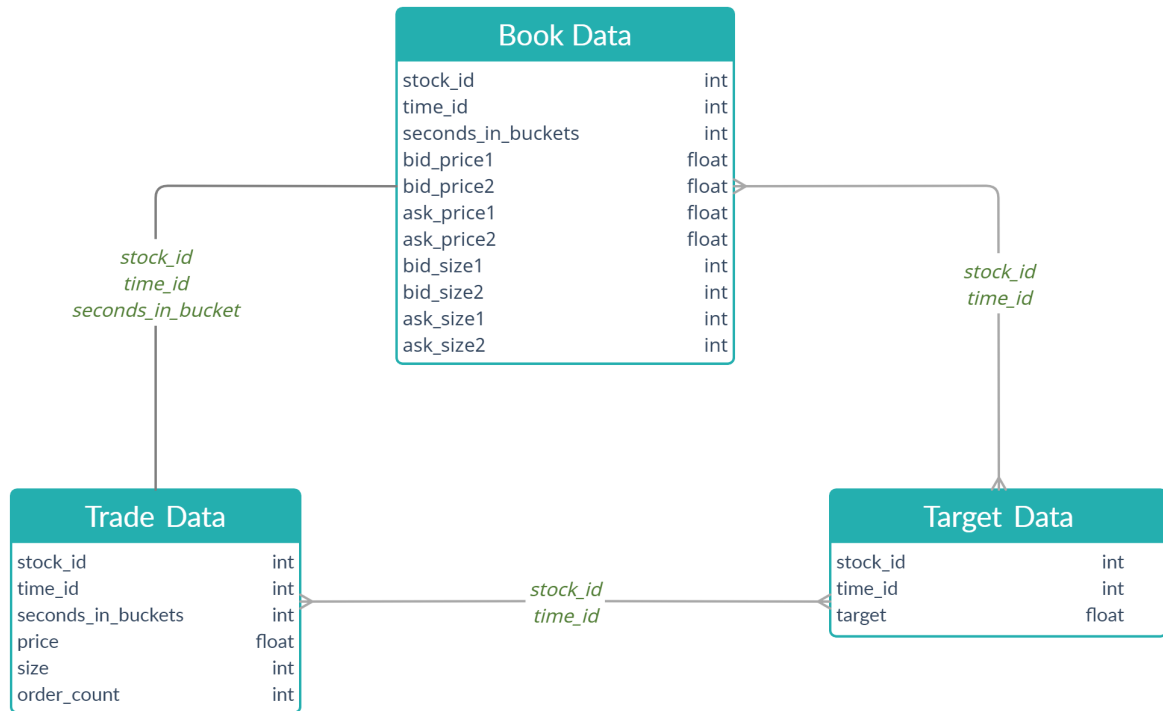 Book Data
stock_id int
time_id int
seconds_in_buckets int
bid_price1 float
bid_price2 float
ask_price1 float
ask_price2 float
bid_size1 int
bid_size2 int
ask_size1 int
ask_size2 int
stock_id
time_id
seconds_in_bucket
stock_id
time_id
Trade Data
stock_id int
time_id int
seconds_in_buckets int
price float
size int
order_count int
stock_id
time_id
Target Data
stock_id int
time_id int
target float